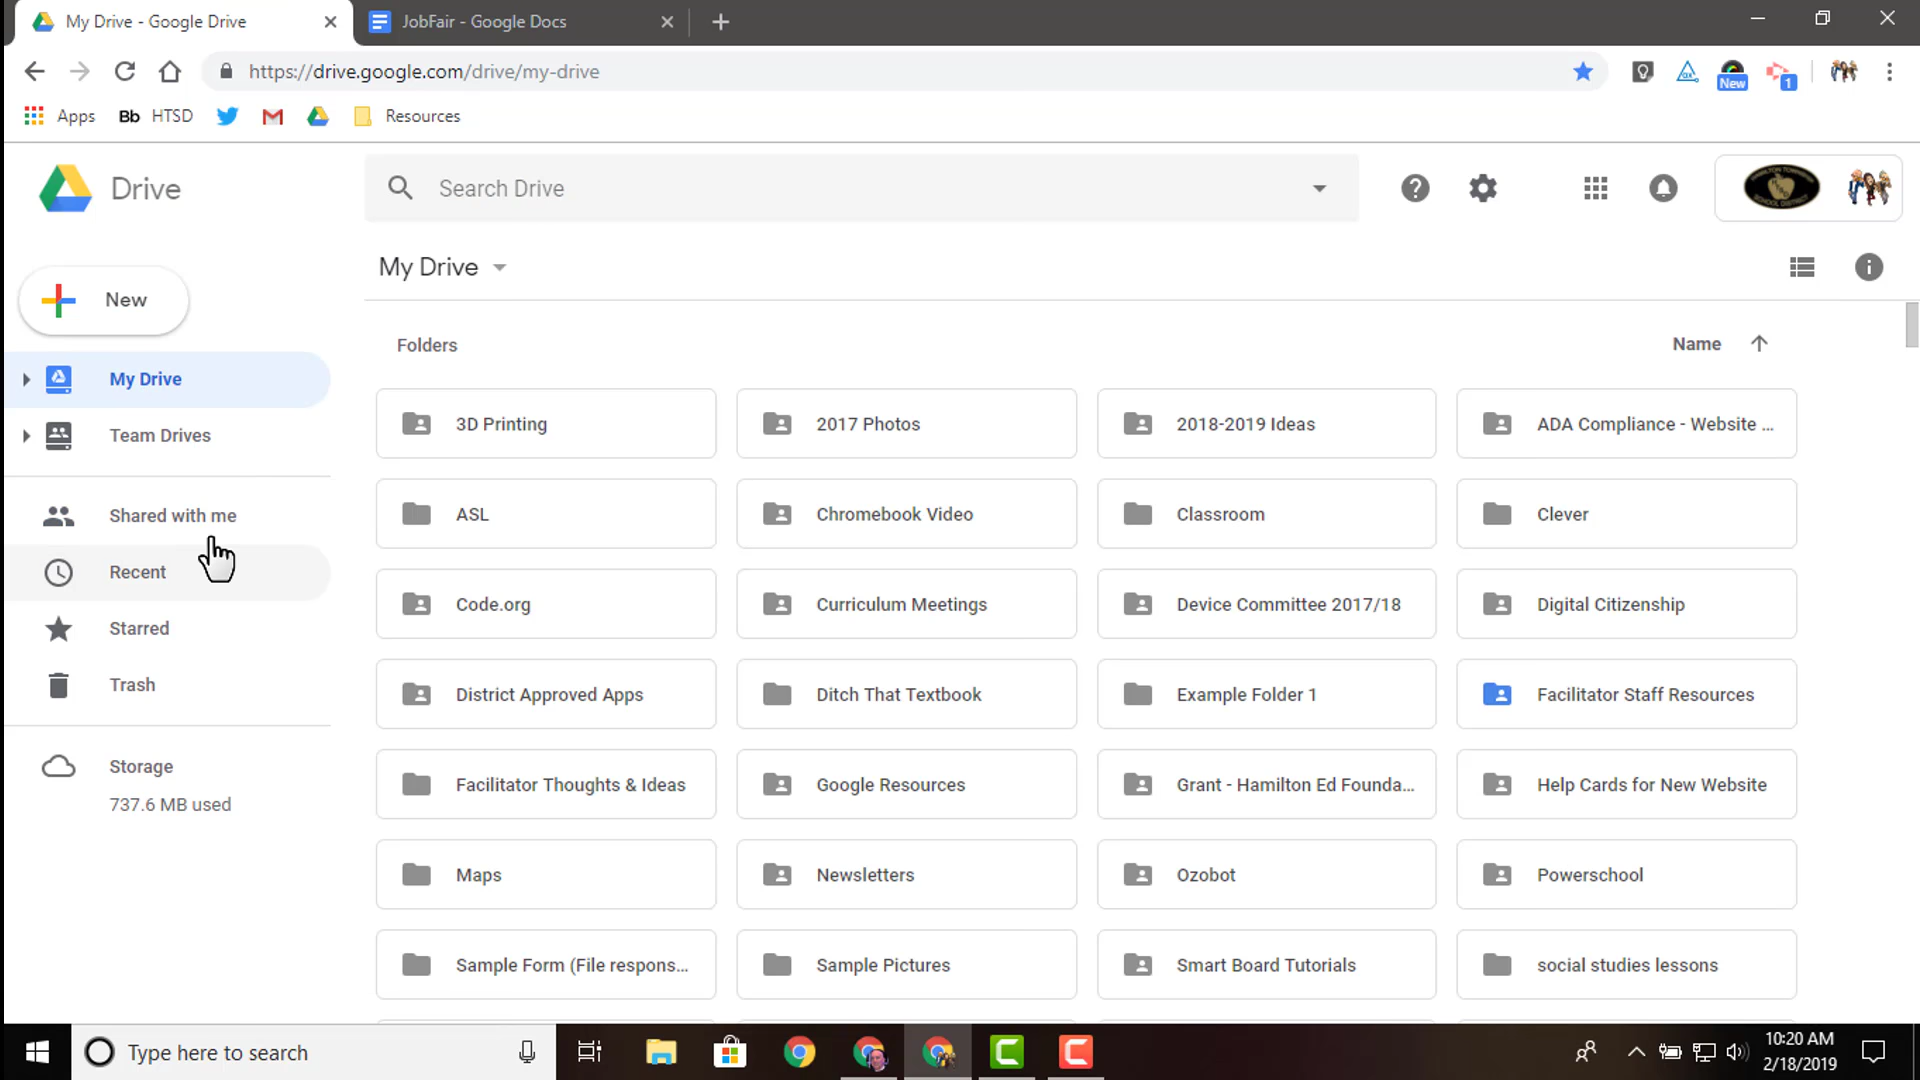 My Drive - Google Drive
JobFair - Google Docs
https://drive.google.com/drive/my-drive
New
1
Apps
Bb HTSD
Resources
Drive
Search Drive
My Drive
New
Folders
Name
My Drive
Team Drives
Shared with me
Recent
Starred
Trash
Storage
737.6 MB used
3D Printing
2017 Photos
2018-2019 Ideas
ADA Compliance - Website ...
ASL
Chromebook Video
Classroom
Clever
Code.org
Curriculum Meetings
Device Committee 2017/18
Digital Citizenship
District Approved Apps
Ditch That Textbook
Example Folder 1
Facilitator Staff Resources
Facilitator Thoughts & Ideas
Google Resources
Grant - Hamilton Ed Founda...
Help Cards for New Website
Maps
Newsletters
Ozobot
Powerschool
Sample Form (File respons...
Sample Pictures
Smart Board Tutorials
social studies lessons
Type here to search
10:20 AM
2/18/2019